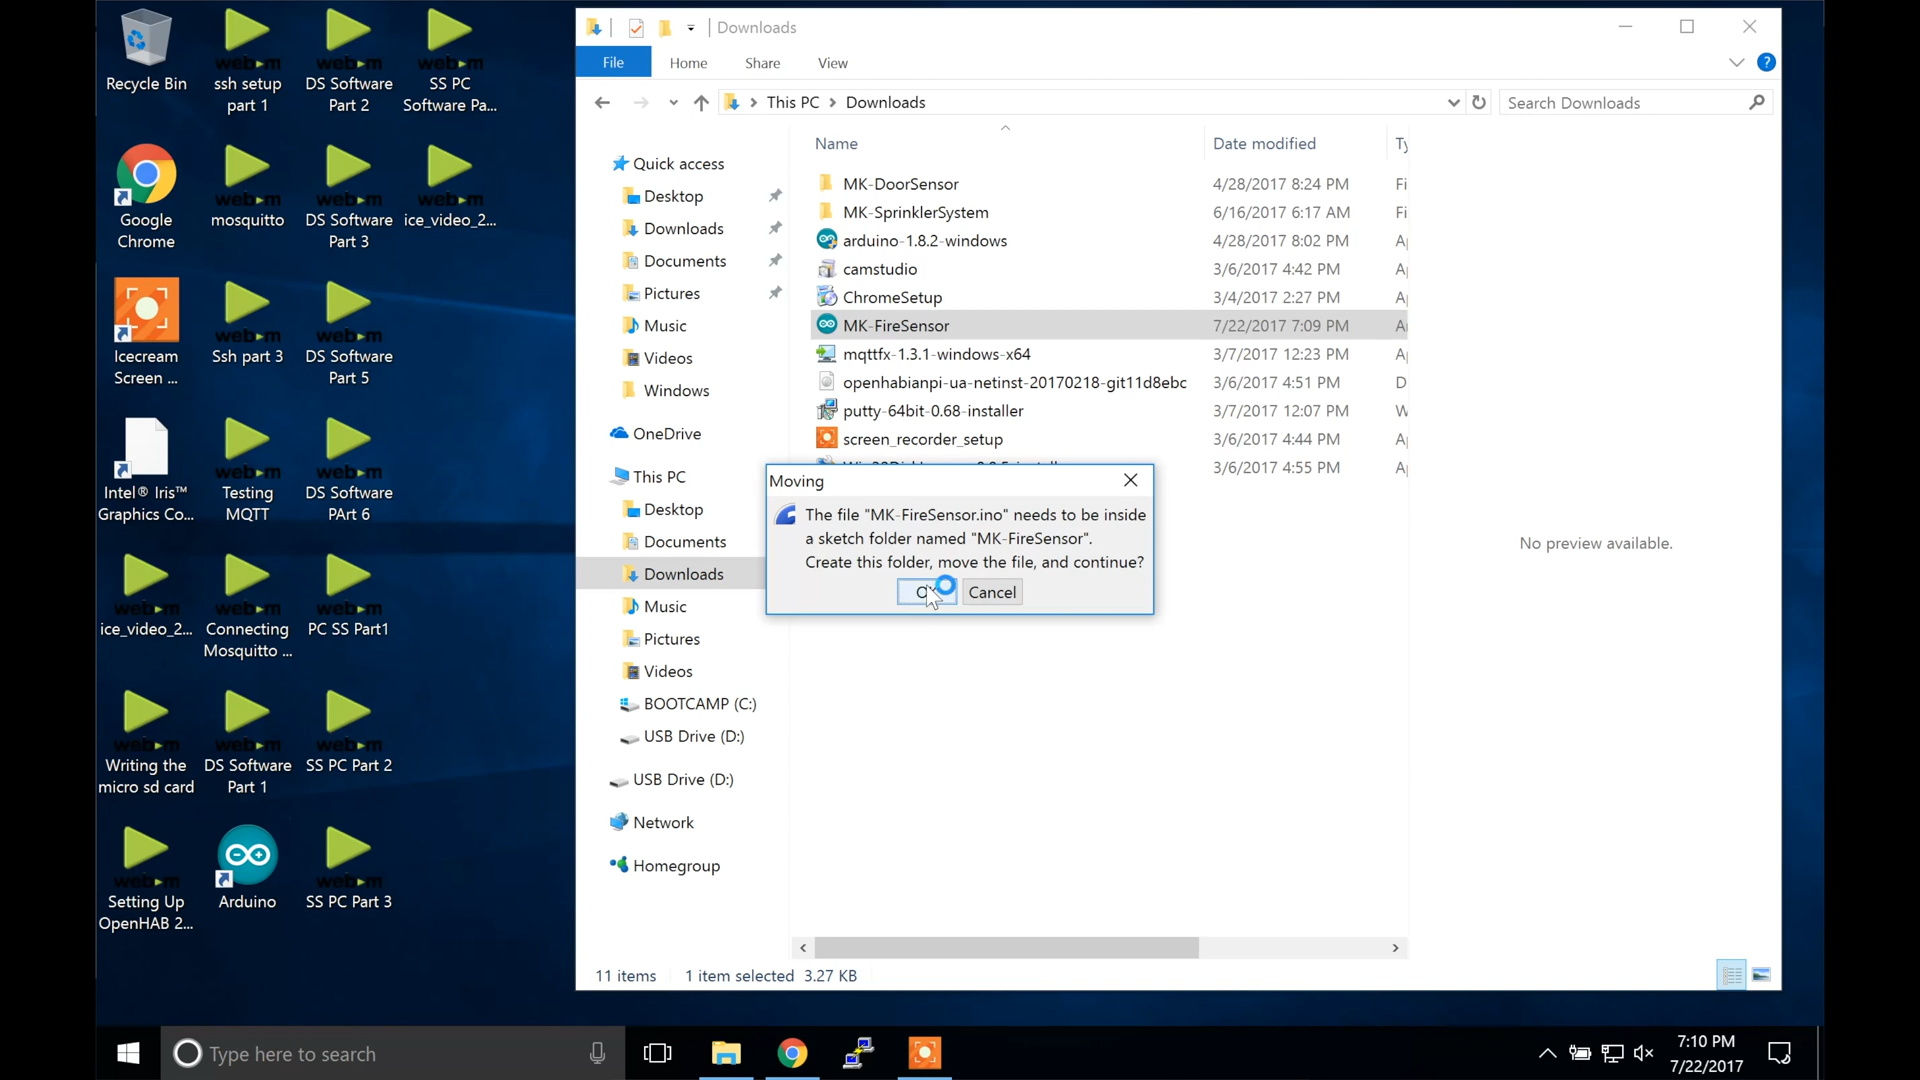 Recycle Bin
ssh setup
part 1
DS Software
Part 2
SS PC
Software Pa...
Google
Chrome
mosquitto
DS Software
Part 3
ice_video_2...
Icecream
Screen ...
Ssh part 3
DS Software
Part 5
Intel® Iris™
Graphics Co...
Testing
MQTT
DS Software
PArt 6
ice_video_2...
Connecting
Mosquitto ...
PC SS Part1
Writing the
micro sd card
DS Software
Part 1
SS PC Part 2
Setting Up
OpenHAB 2...
Arduino
SS PC Part 3
Downloads
File Home Share View
This PC Downloads
Search Downloads
Quick access
Desktop
Downloads
Documents
Pictures
Music
Videos
Windows
OneDrive
This PC
Desktop
Documents
Downloads
Music
Pictures
Videos
BOOTCAMP (C:)
USB Drive (D:)
USB Drive (D:)
Network
Homegroup
Name Date modified Ty
MK-DoorSensor 4/28/2017 8:24 PM Fi
MK-SprinklerSystem 6/16/2017 6:17 AM Fi
arduino-1.8.2-windows 4/28/2017 8:02 PM Ap
camstudio 3/6/2017 4:42 PM Ap
ChromeSetup 3/4/2017 2:27 PM Ap
MK-FireSensor 7/22/2017 7:09 PM Ar
mqttfx-1.3.1-windows-x64 3/7/2017 12:23 PM Ap
openhabianpi-ua-netinst-20170218-git11d8ebc 3/6/2017 4:51 PM D
putty-64bit-0.68-installer 3/7/2017 12:07 PM W
screen_recorder_setup 3/6/2017 4:44 PM Ap
3/6/2017 4:55 PM Ap
Moving
The file "MK-FireSensor.ino" needs to be inside
a sketch folder named "MK-FireSensor".
Create this folder, move the file, and continue?
Cancel
No preview available.
11 items 1 item selected 3.27 KB
Type here to search
7:10 PM
7/22/2017